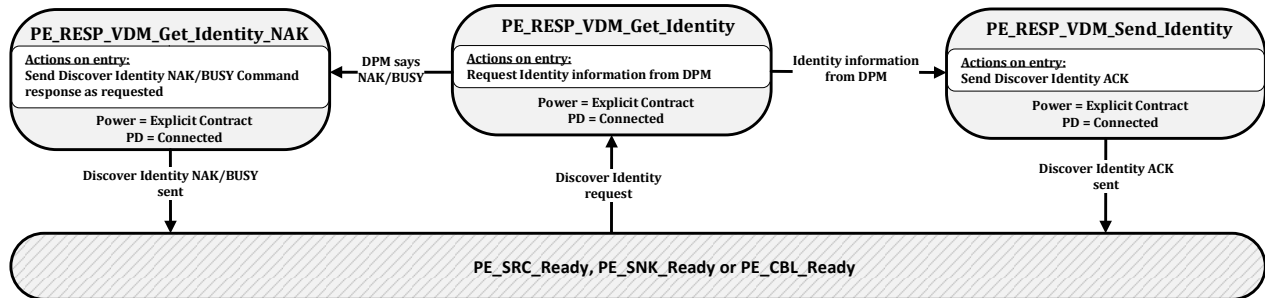 PE_RESP_VDM_Get_Identity_NAK
Actions on entry:
Send Discover Identity NAK/BUSY Command
response as requested
Power = Explicit Contract
PD = Connected
DPM says
NAK/BUSY
PE_RESP_VDM_Get_Identity
Actions on entry:
Request Identity information from DPM
Power = Explicit Contract
PD = Connected
Identity information
from DPM
PE_RESP_VDM_Send_Identity
Actions on entry:
Send Discover Identity ACK
Power = Explicit Contract
PD = Connected
Discover Identity NAK/BUSY
sent
Discover Identity
request
Discover Identity ACK
sent
PE_SRC_Ready, PE_SNK_Ready or PE_CBL_Ready